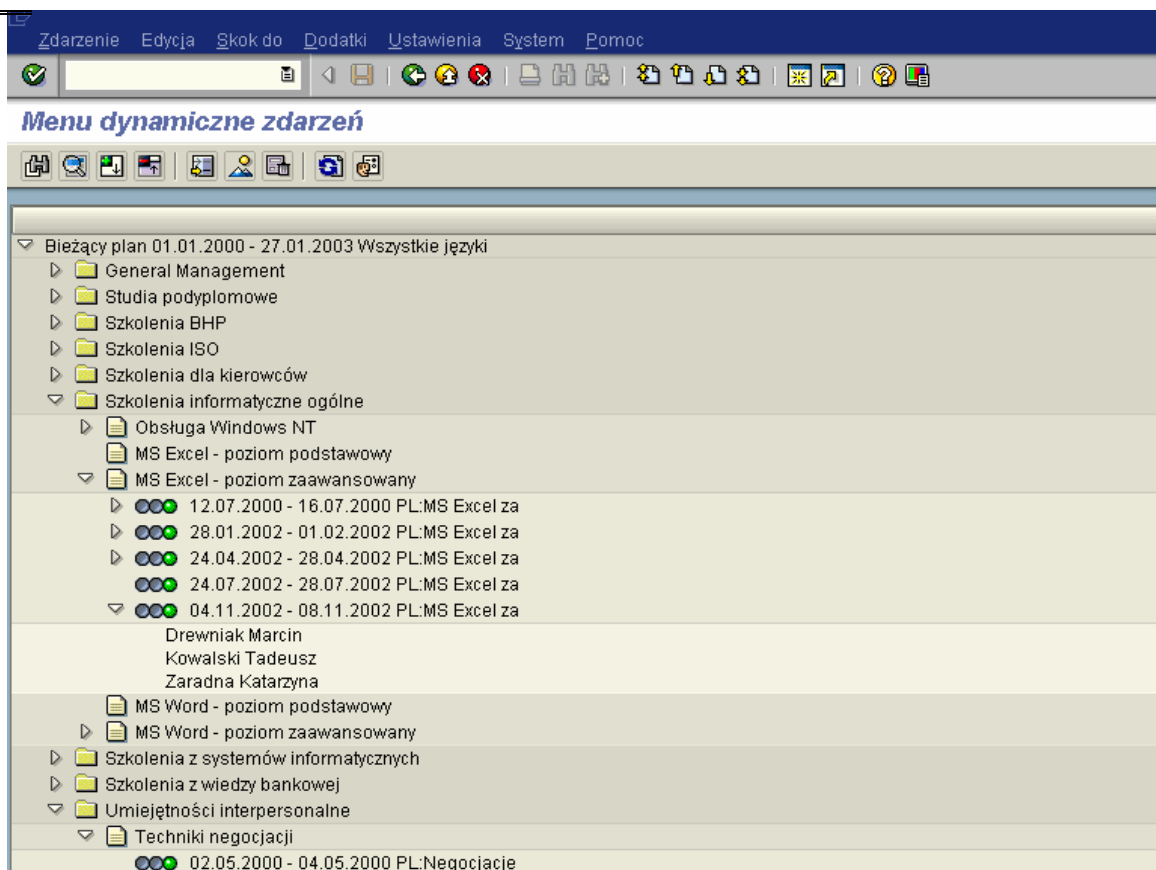 Zdarzenie Edycja Skok do Dodatki Ustawienia System Pomoc
Menu dynamiczne zdarzeń
Bieżący plan 01.01.2000 - 27.01.2003 Wszystkie języki
General Management
Studia podyplomowe
Szkolenia BHP
Szkolenia ISO
Szkolenia dla kierowców
Szkolenia informatyczne ogólne
Obsługa Windows NT
MS Excel - poziom podstawowy
MS Excel - poziom zaawansowany
12.07.2000 - 16.07.2000 PL:MS Excel za
28.01.2002 - 01.02.2002 PL:MS Excel za
24.04.2002 - 28.04.2002 PL:MS Excel za
24.07.2002 - 28.07.2002 PL:MS Excel za
04.11.2002 - 08.11.2002 PL:MS Excel za
Drewniak Marcin
Kowalski Tadeusz
Zaradna Katarzyna
MS Word - poziom podstawowy
MS Word - poziom zaawansowany
Szkolenia z systemów informatycznych
Szkolenia z wiedzy bankowej
Umiejętności interpersonalne
Techniki negocjacji
02.05.2000 - 04.05.2000 PL:Negocjacje